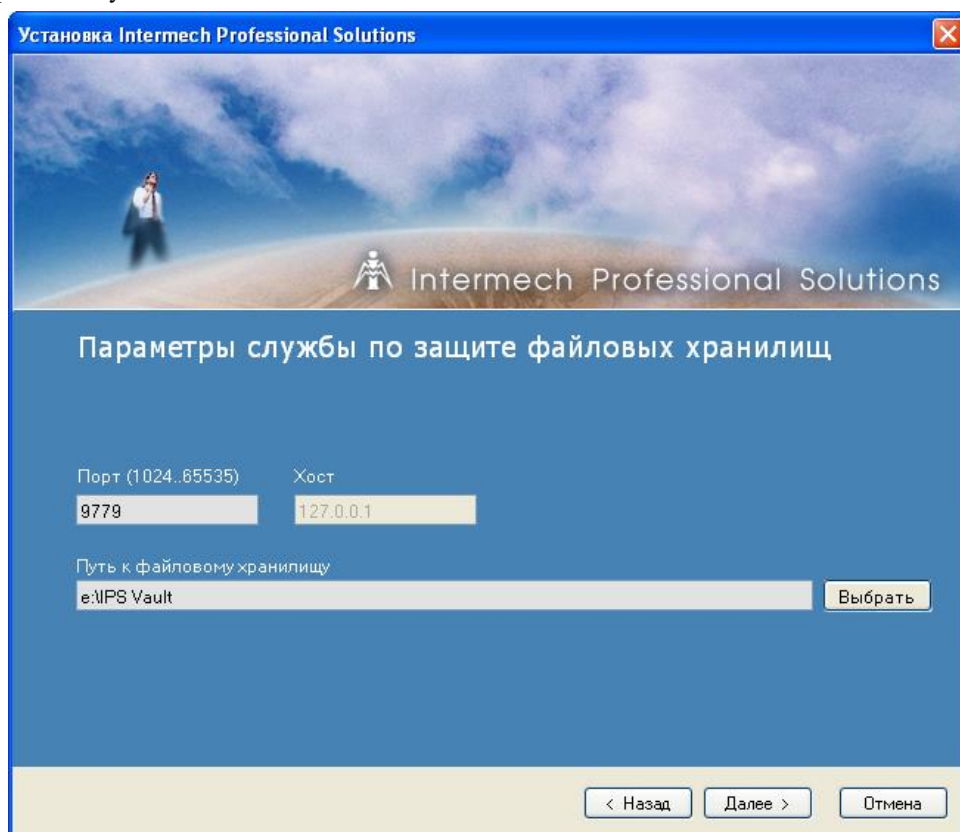 Установка Intermech Professional Solutions
Intermech Professional Solutions
Параметры службы по защите файловых хранилищ
Порт (1024..65535) Хост
9779 127.0.0.1
Путь к файловому хранилищу
e:\IPS Vault Выбрать
< Назад Далее > Отмена